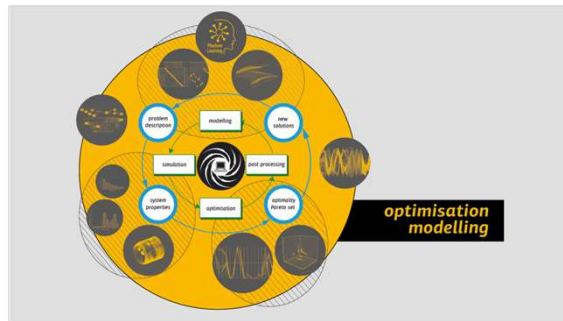 Machine
Learning
problem
description
modelling
new
solutions
simulation
post processing
system
properties
optimisation
optimality
Pareto set
optimisation
modelling